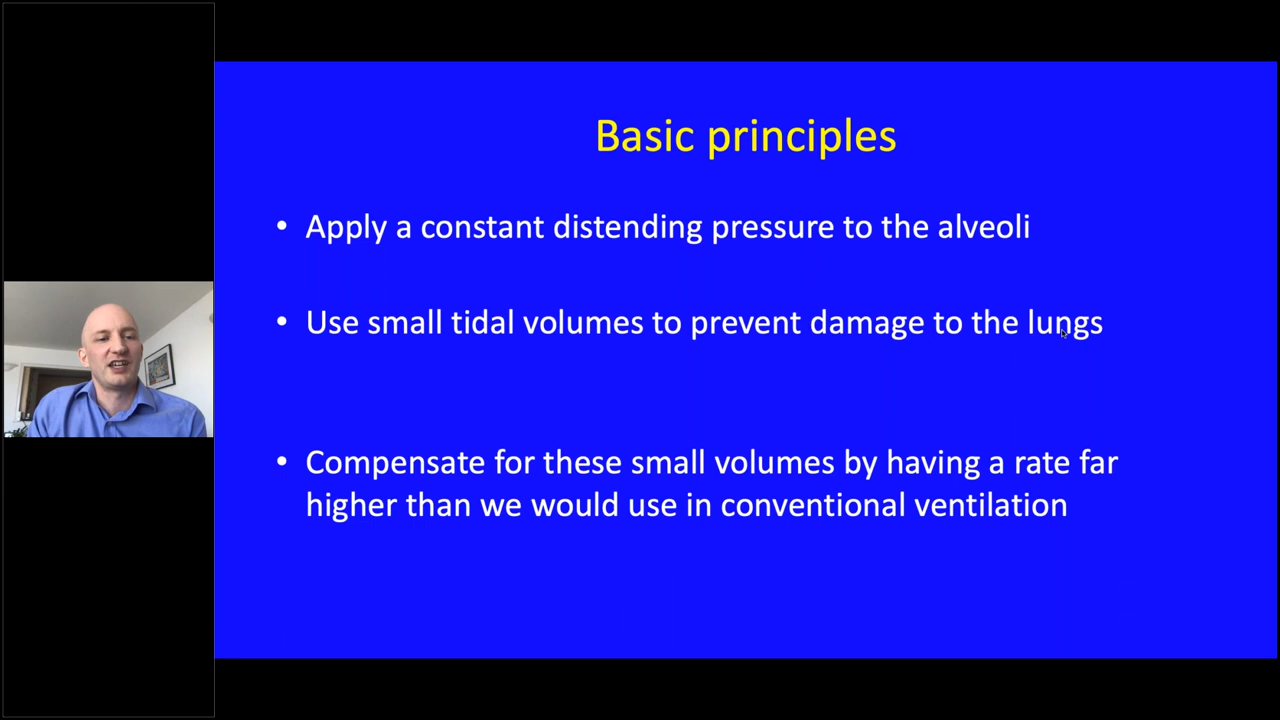 Basic principles
• Apply a constant distending pressure to the alveoli
• Use small tidal volumes to prevent damage to the lungs
• Compensate for these small volumes by having a rate far
higher than we would use in conventional ventilation